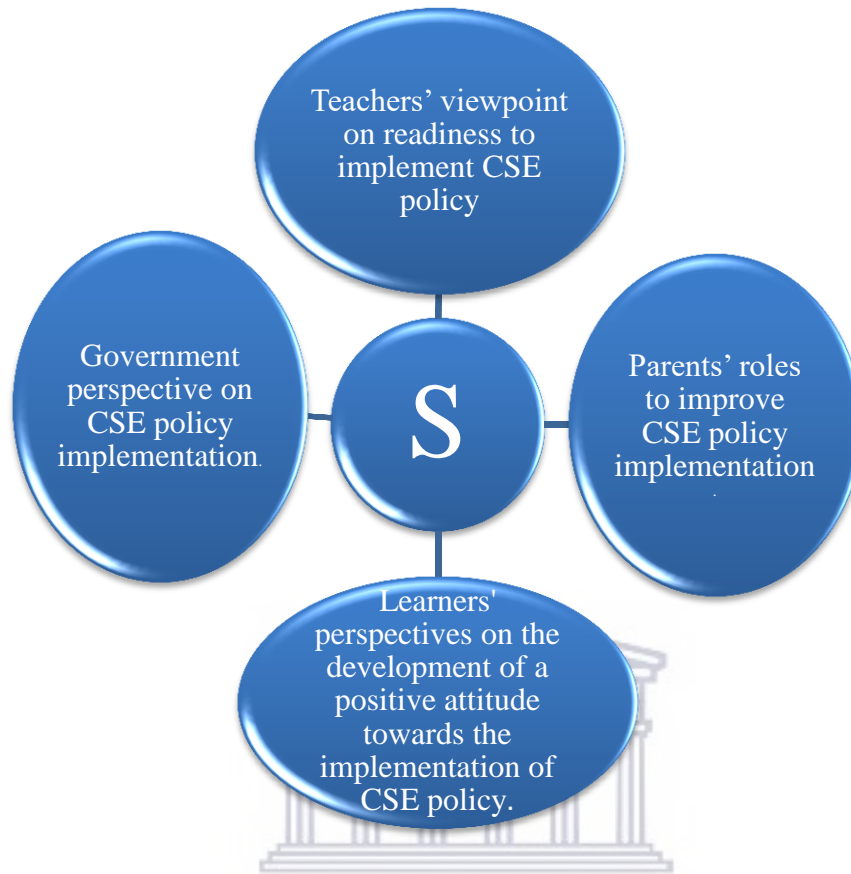 Teachers’ viewpoint
on readiness to
implement CSE
policy
Government
perspective on
CSE policy
implementation.
S
Parents’ roles
to improve
CSE policy
implementation
.
Learners'
perspectives on the
development of a
positive attitude
towards the
implementation of
CSE policy.